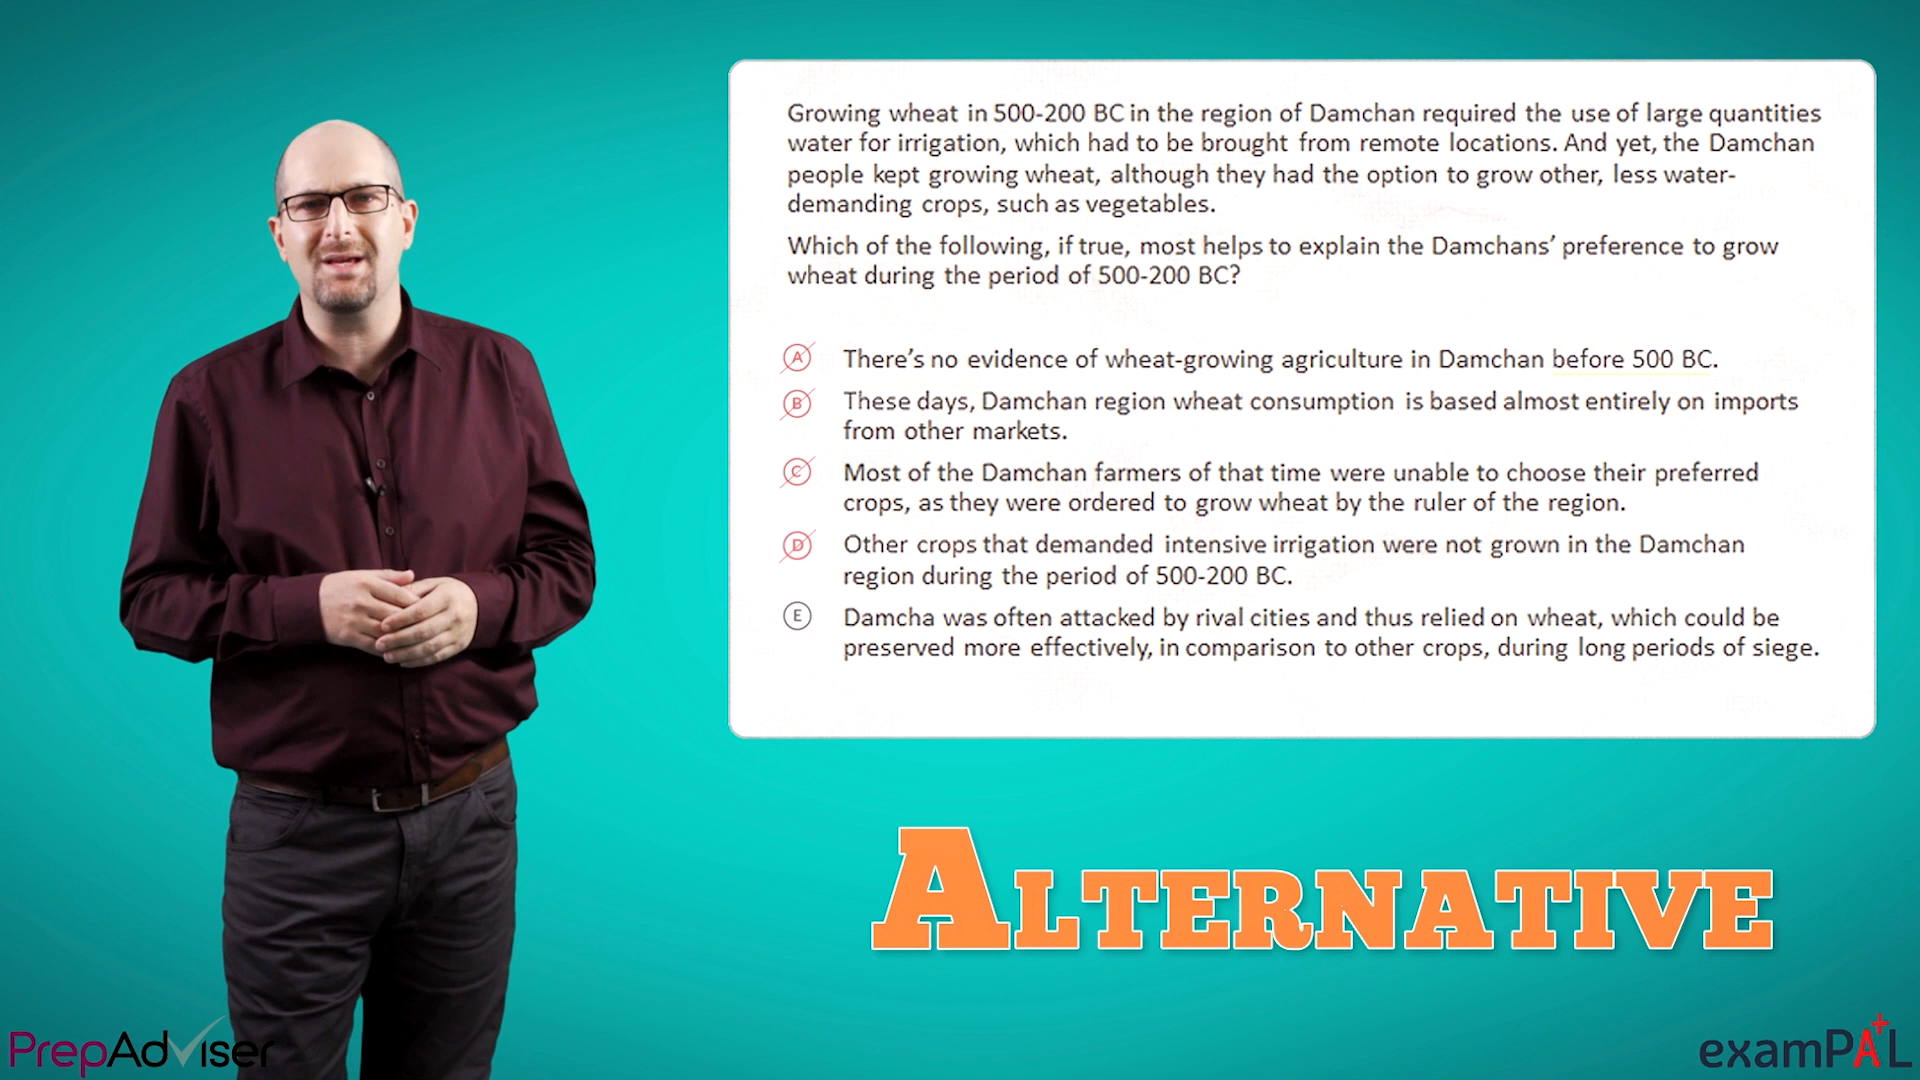 Growing wheat in 500-200 BC in the region of Damchan required the use of large quantities
water for irrigation, which had to be brought from remote locations. And yet, the Damchan
people kept growing wheat, although they had the option to grow other, less water-
demanding crops, such as vegetables.
Which of the following, if true, most helps to explain the Damchans’ preference to grow
wheat during the period of 500-200 BC?
A There’s no evidence of wheat-growing agriculture in Damchan before 500 BC.
B These days, Damchan region wheat consumption is based almost entirely on imports
from other markets.
C Most of the Damchan farmers of that time were unable to choose their preferred
crops, as they were ordered to grow wheat by the ruler of the region.
D Other crops that demanded intensive irrigation were not grown in the Damchan
region during the period of 500-200 BC.
E Damcha was often attacked by rival cities and thus relied on wheat, which could be
preserved more effectively, in comparison to other crops, during long periods of siege.
ALTERNATIVE
PrepAdviser
examPAL